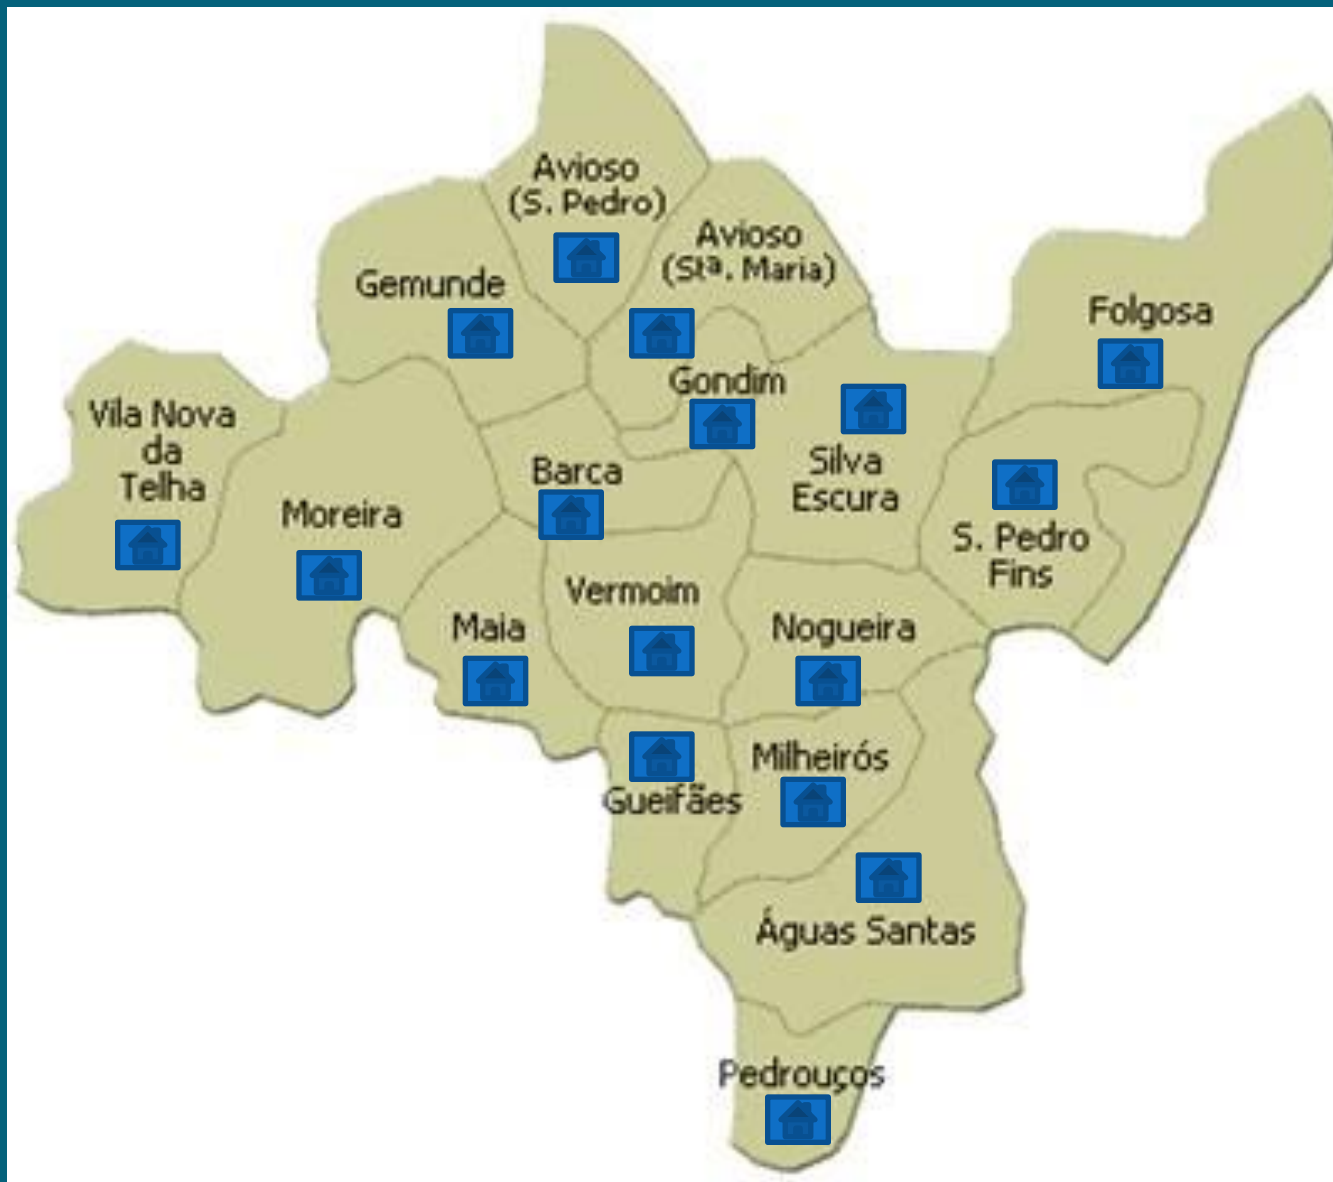 Avioso
(S. Pedro)
Avioso
(Stª. Maria)
Gemunde
Folgosa
Gondim
Vila Nova
da
Telha
Silva
Escura
Barca
Moreira
S. Pedro
Fins
Vermoim
Maia
Nogueira
Milheirós
Gueifães
Águas Santas
Pedrouços